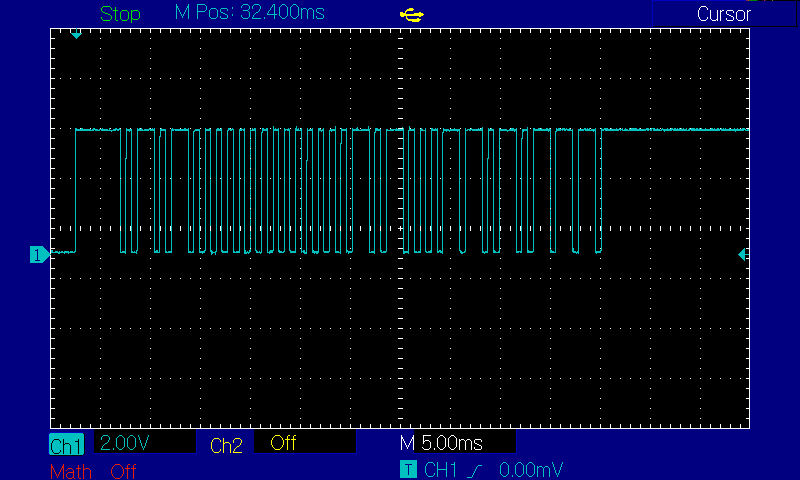 Stop M Pos: 32.400ms Cursor
1
Ch1 2.00V Ch2 Off M 5.00ms
Math Off T CH1 0.00mV